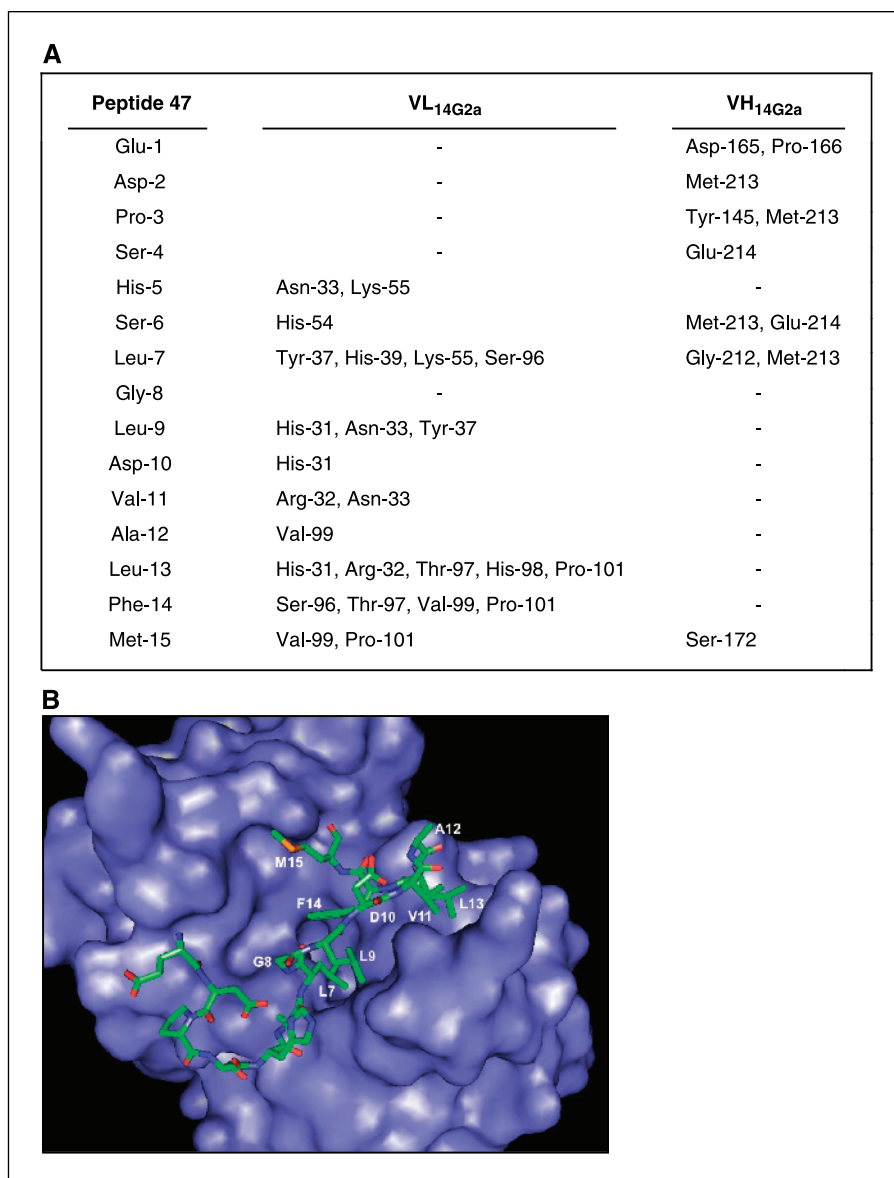 A
Peptide 47 VL14G2a VH14G2a
Glu-1 - Asp-165, Pro-166
Asp-2 - Met-213
Pro-3 - Tyr-145, Met-213
Ser-4 - Glu-214
His-5 Asn-33, Lys-55 -
Ser-6 His-54 Met-213, Glu-214
Leu-7 Tyr-37, His-39, Lys-55, Ser-96 Gly-212, Met-213
Gly-8 - -
Leu-9 His-31, Asn-33, Tyr-37 -
Asp-10 His-31 -
Val-11 Arg-32, Asn-33 -
Ala-12 Val-99 -
Leu-13 His-31, Arg-32, Thr-97, His-98, Pro-101 -
Phe-14 Ser-96, Thr-97, Val-99, Pro-101 -
Met-15 Val-99, Pro-101 Ser-172
B
A12
M15
F14 D10 V11 L13
G8 L9
L7